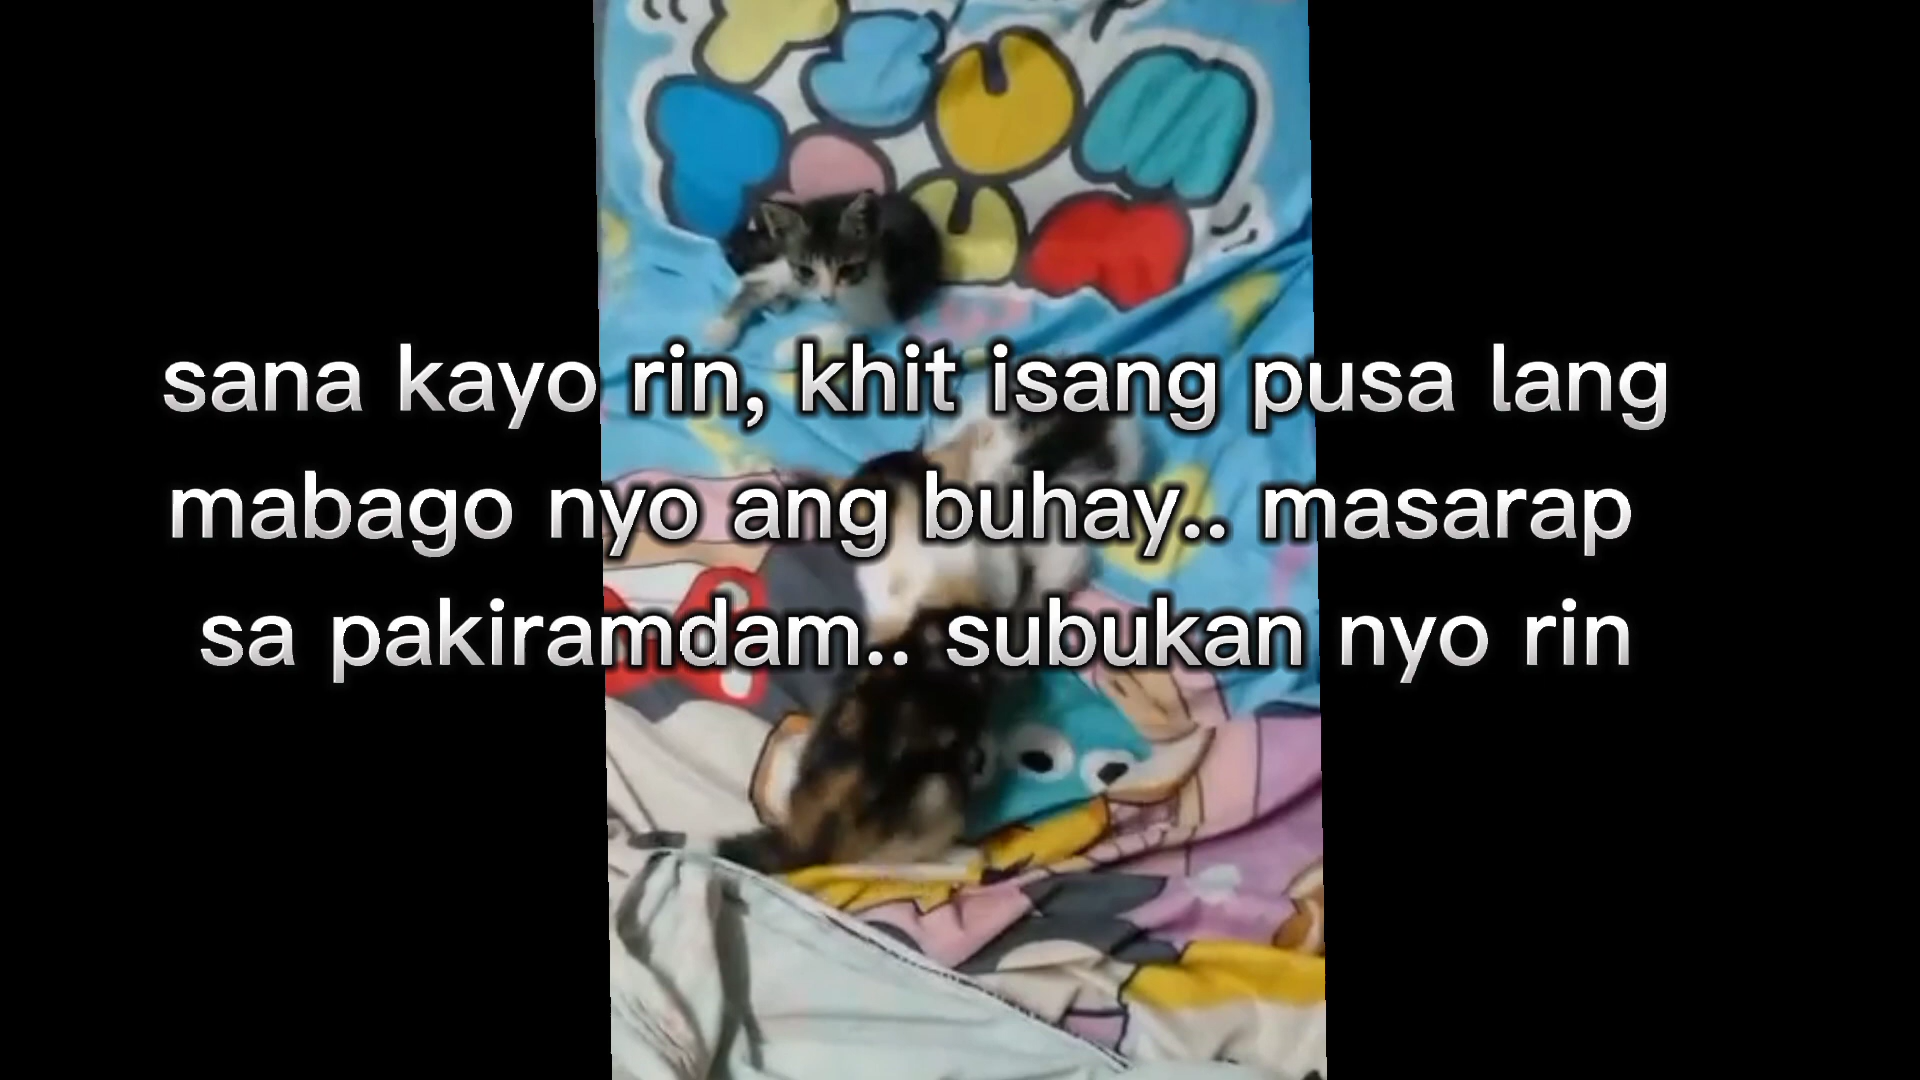 sana kayo rin, khit isang pusa lang
mabago nyo ang buhay.. masarap
sa pakiramdam.. subukan nyo rin